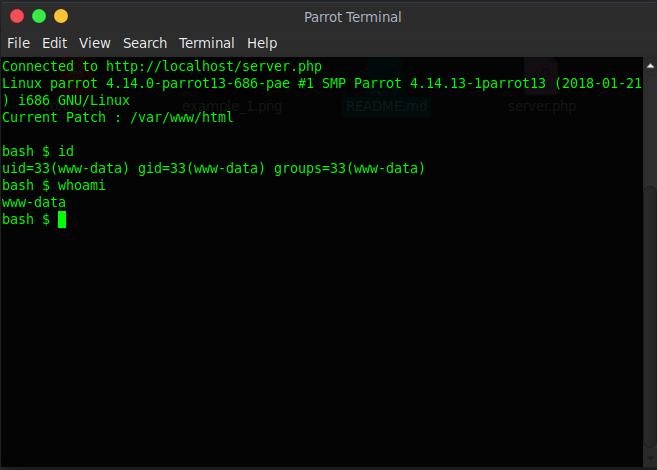 Parrot Terminal
File Edit View Search Terminal Help
Connected to http://localhost/server.php
Linux parrot 4.14.0-parrot13-686-pae #1 SMP Parrot 4.14.13-1parrot13 (2018-01-21
) i686 GNU/Linux
example_1.png README.md server.php
Current Patch : /var/www/html
bash $ id
uid=33(www-data) gid=33(www-data) groups=33(www-data)
bash $ whoami
www-data
bash $